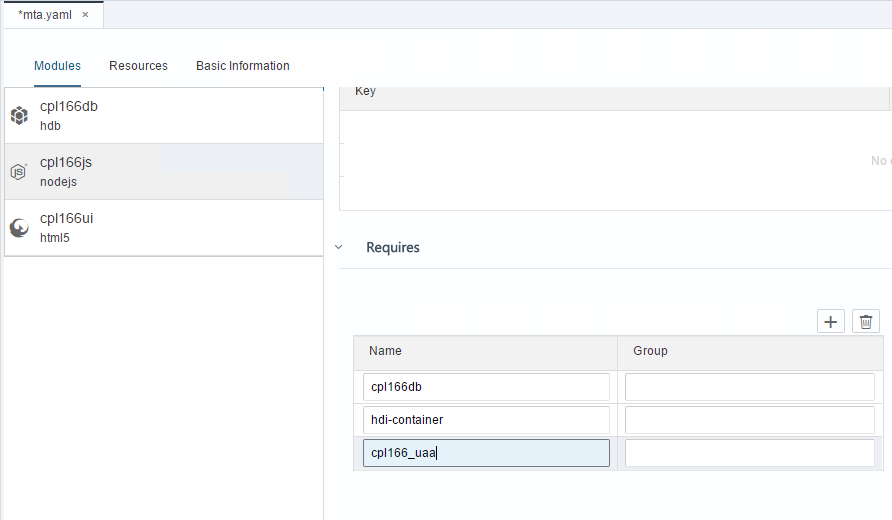 *mta.yaml ×
Modules Resources Basic Information
cpl166db
hdb
cpl166js
nodejs
cpl166ui
html5
Key
No
Requires
Name Group
cpl166db
hdi-container
cpl166_uaa